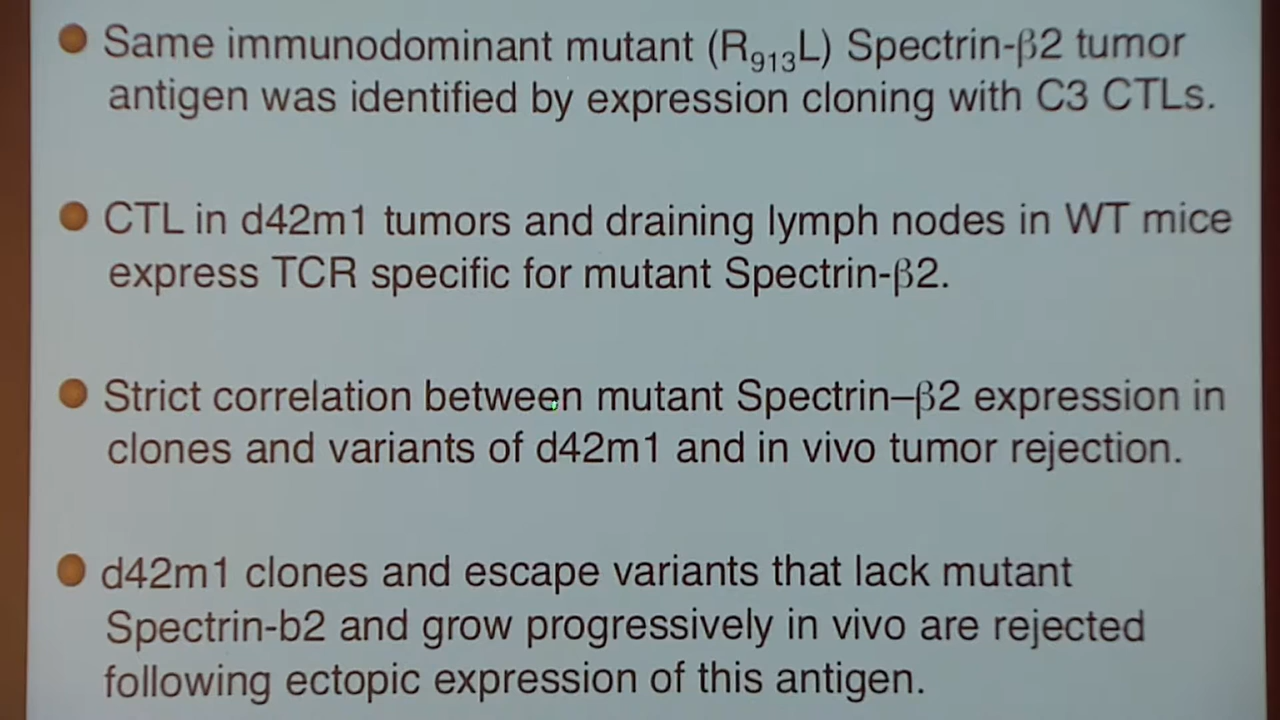 Same immunodominant mutant (R₉₁₃L) Spectrin-β2 tumor
antigen was identified by expression cloning with C3 CTLs.
CTL in d42m1 tumors and draining lymph nodes in WT mice
express TCR specific for mutant Spectrin-β2.
Strict correlation between mutant Spectrin–β2 expression in
clones and variants of d42m1 and in vivo tumor rejection.
d42m1 clones and escape variants that lack mutant
Spectrin-b2 and grow progressively in vivo are rejected
following ectopic expression of this antigen.